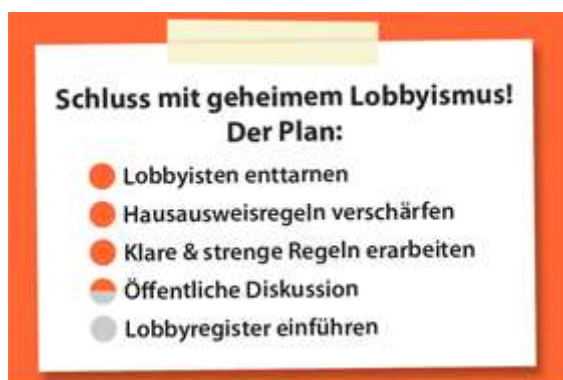 Schluss mit geheimem Lobbyismus!
Der Plan:
Lobbyisten enttarnen
Hausausweisregeln verschärfen
Klare & strenge Regeln erarbeiten
Öffentliche Diskussion
Lobbyregister einführen